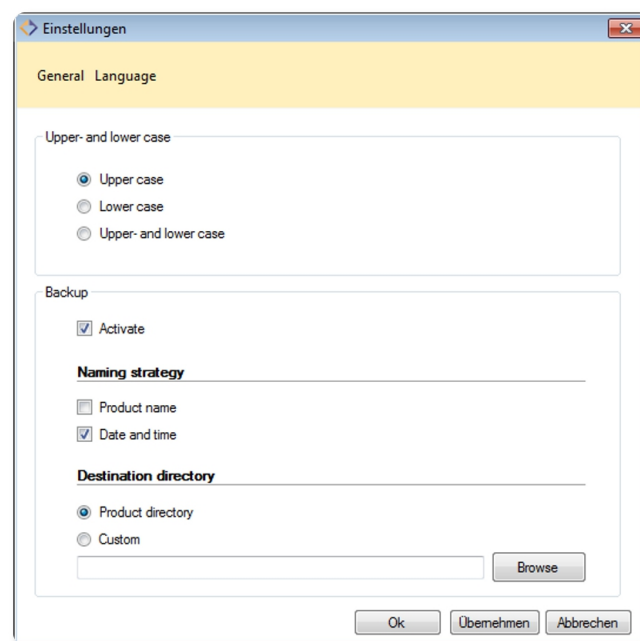 Einstellungen
General Language
Upper- and lower case
Upper case
Lower case
Upper- and lower case
Backup
Activate
Naming strategy
Product name
Date and time
Destination directory
Product directory
Custom
Browse
Ok Übernehmen Abbrechen